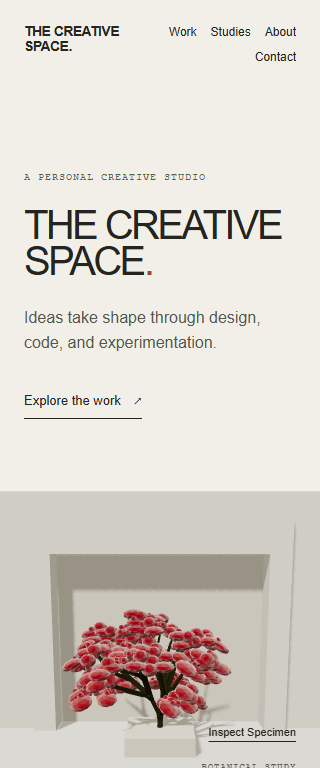 THE CREATIVE
SPACE.
Work Studies About
Contact
A PERSONAL CREATIVE STUDIO
THE CREATIVE
SPACE.
Ideas take shape through design,
code, and experimentation.
Explore the work ↗
Inspect Specimen
BOTANICAL STUDY